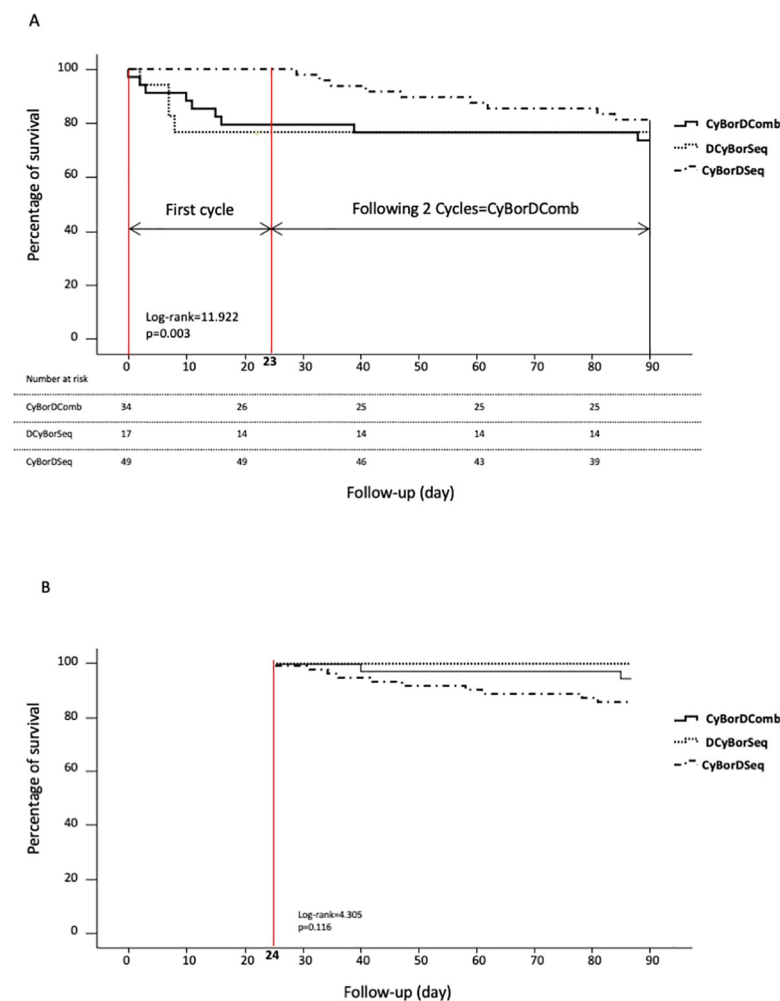 A
100
80
60
40
20
0
Percentage of survival
First cycle
Following 2 Cycles=CyBorDComb
Log-rank=11.922
p=0.003
CyBorDComb
DCyBorSeq
CyBorDSeq
0 10 20 23 30 40 50 60 70 80 90
Number at risk
CyBorDComb 34 26 25 25 25
DCyBorSeq 17 14 14 14 14
CyBorDSeq 49 49 46 43 39
Follow-up (day)
B
100
80
60
40
20
0
Percentage of survival
CyBorDComb
DCyBorSeq
CyBorDSeq
Log-rank=4.305
p=0.116
0 10 20 24 30 40 50 60 70 80 90
Follow-up (day)